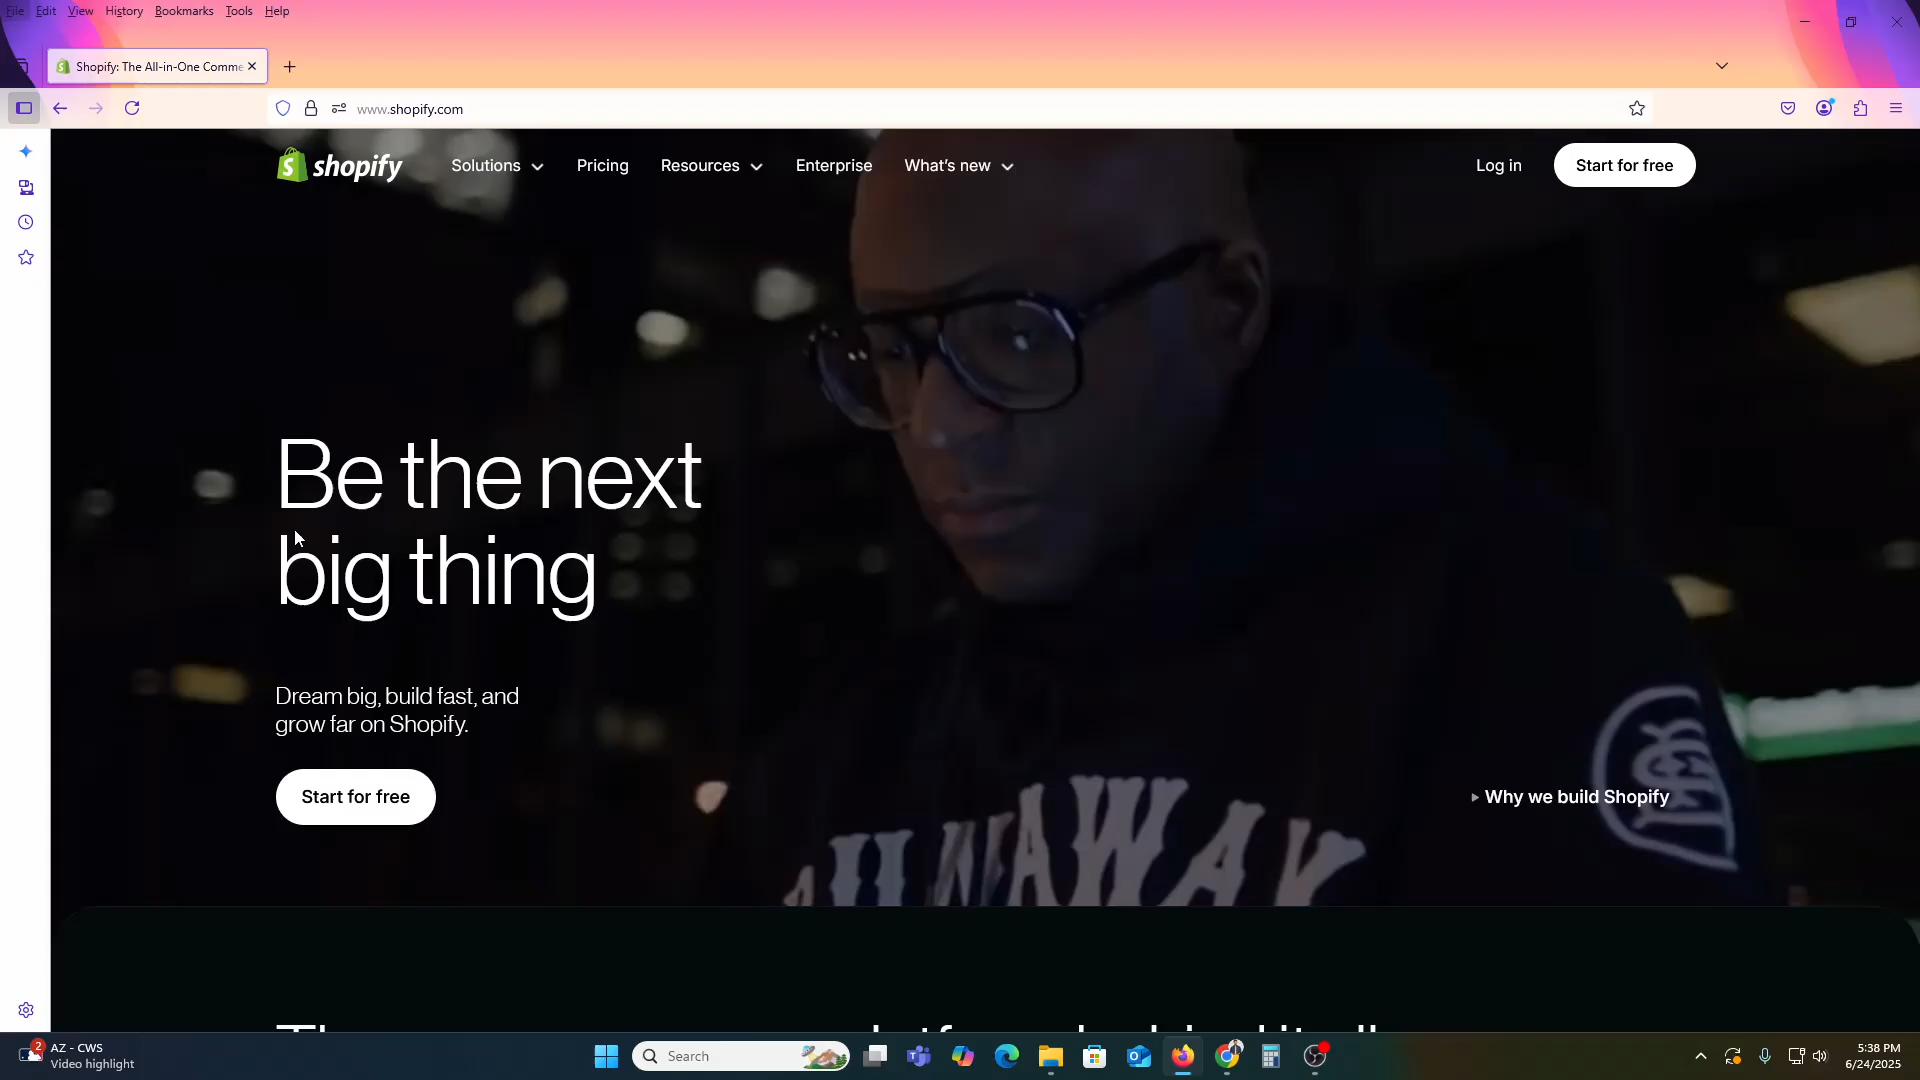 File Edit View History Bookmarks Tools Help
Shopify: The All-in-One Comme
www.shopify.com
shopify Solutions Pricing Resources Enterprise What's new Log in Start for free
Be the next
big thing
Dream big, build fast, and
grow far on Shopify.
Start for free
Why we build Shopify
2 AZ - CWS
Video highlight
Search
5:38 PM
6/24/2025